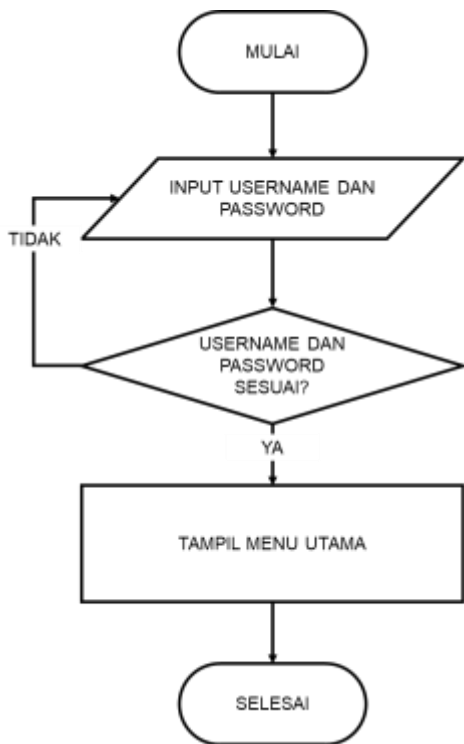 MULAI
INPUT USERNAME DAN
PASSWORD
TIDAK
USERNAME DAN
PASSWORD
SESUAI?
YA
TAMPIL MENU UTAMA
SELESAI